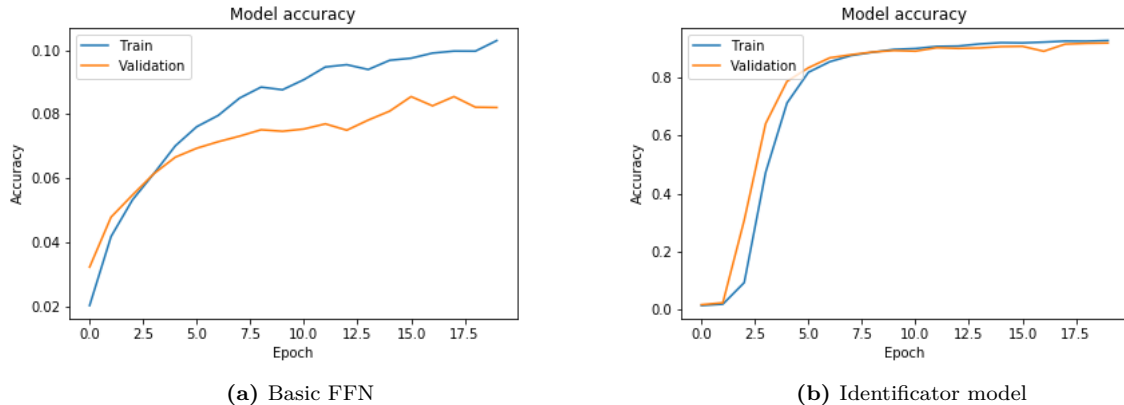 Model accuracy
Train
Validation
Accuracy
0.10
0.08
0.06
0.04
0.02
0.0 2.5 5.0 7.5 10.0 12.5 15.0 17.5
Epoch
(a) Basic FFN
Model accuracy
Train
Validation
Accuracy
0.8
0.6
0.4
0.2
0.0
0.0 2.5 5.0 7.5 10.0 12.5 15.0 17.5
Epoch
(b) Identificator model